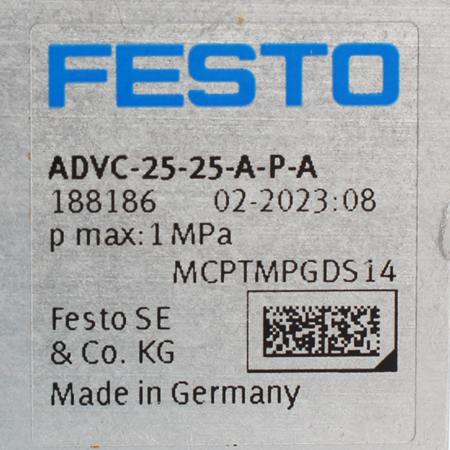 FESTO
ADVC-25-25-A-P-A
188186 02-2023:08
p max: 1 MPa
MCPTMPGDS14
Festo SE
& Co. KG
Made in Germany